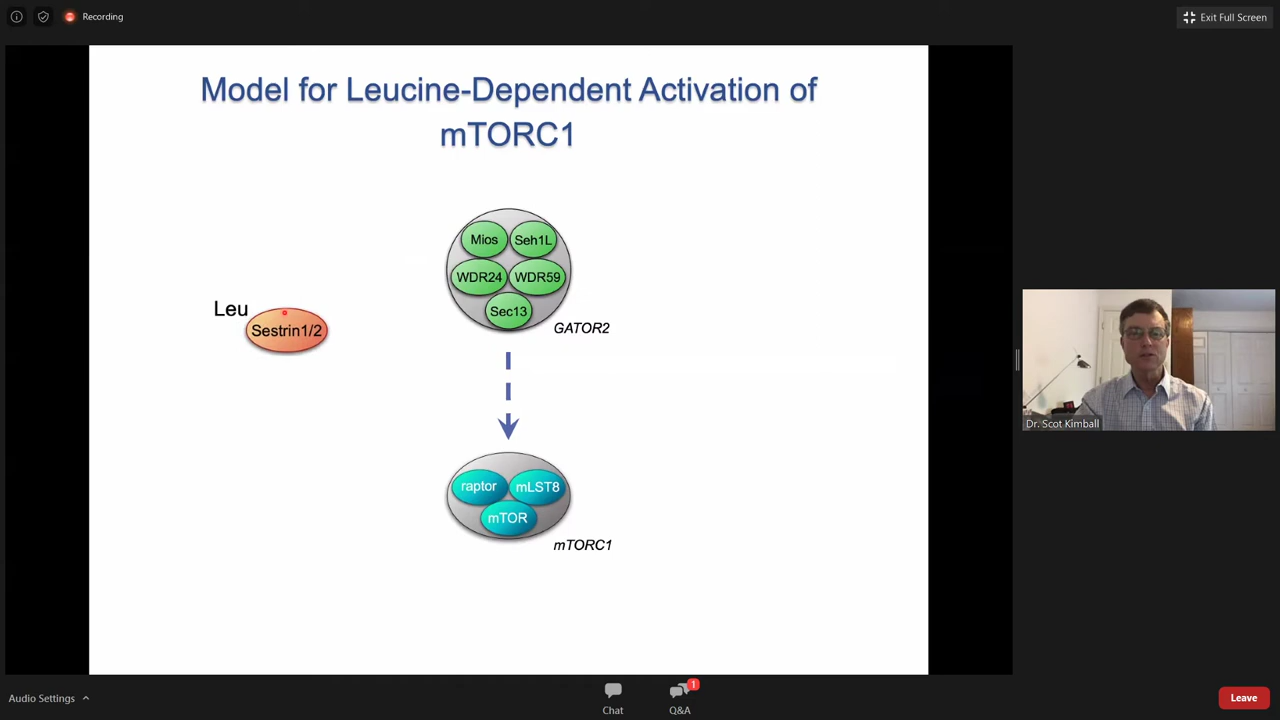 Recording
Exit Full Screen
Model for Leucine-Dependent Activation of
mTORC1
Mios
Seh1L
WDR24
WDR59
Sec13
GATOR2
Leu
Sestrin1/2
raptor
mLST8
mTOR
mTORC1
Dr. Scot Kimball
Audio Settings
Chat
1
Q&A
Leave